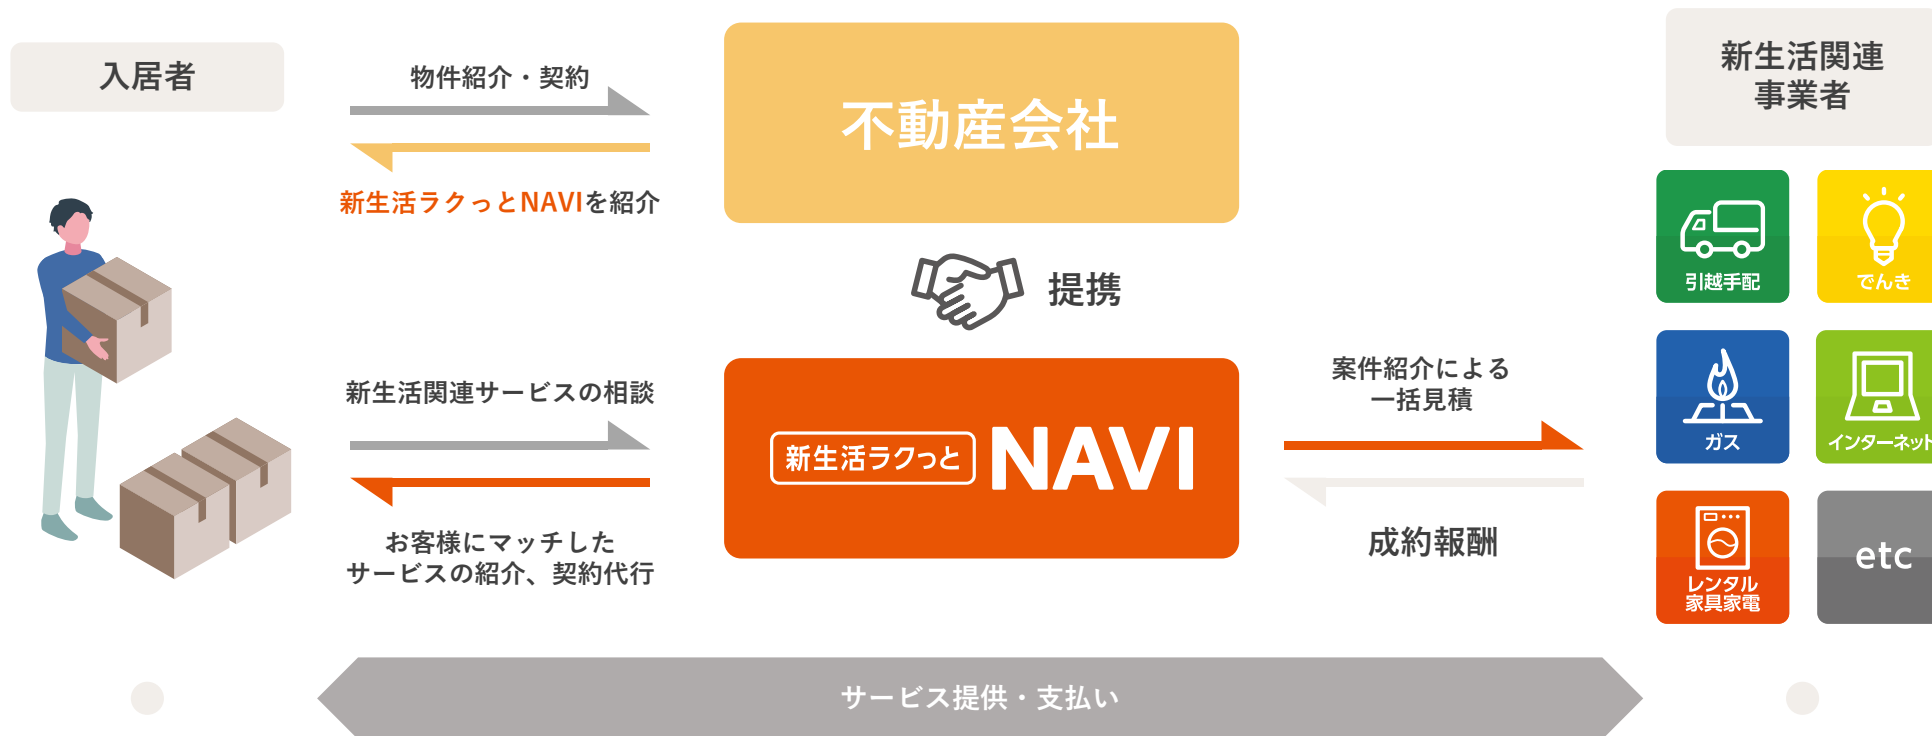 入居者
物件紹介・契約
新生活ラクっとNAVIを紹介
不動産会社
提携
新生活関連サービスの相談
お客様にマッチした
サービスの紹介、契約代行
新生活ラクっと NAVI
案件紹介による
一括見積
成約報酬
新生活関連
事業者
引越手配
でんき
ガス
インターネット
レンタル
家具家電
etc
サービス提供・支払い